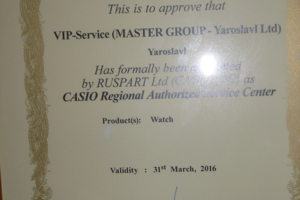 This is to approve that
VIP-Service (MASTER GROUP - Yaroslavl Ltd)
Yaroslavl
Has formally been
by RUSPART Ltd as
CASIO Regional Authorized Service Center
Product(s): Watch
Validity : 31st March, 2016